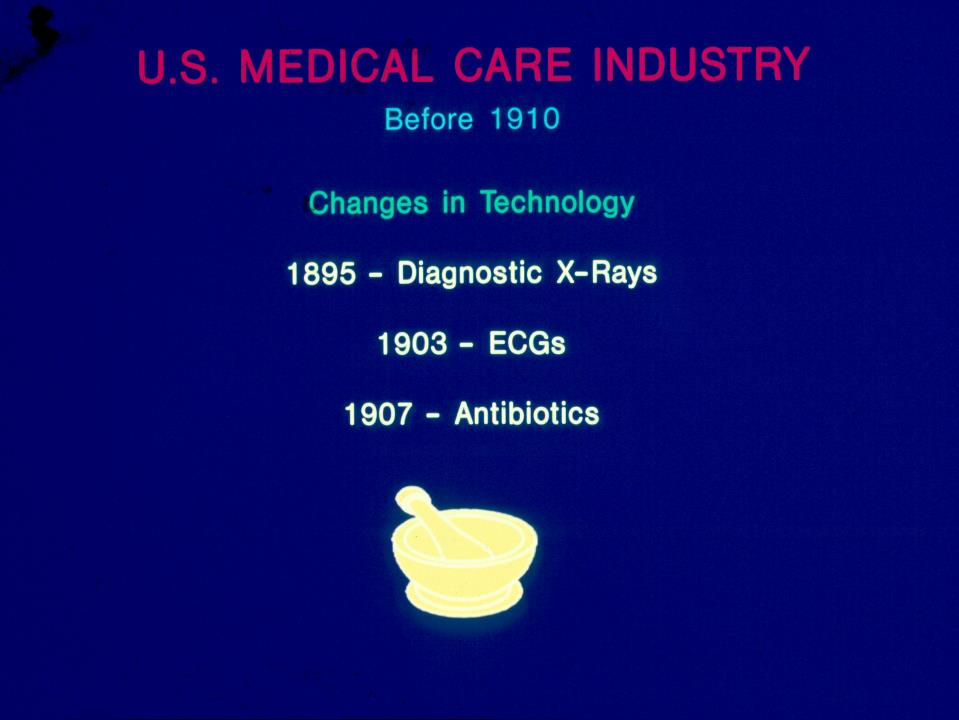 U.S. MEDICAL CARE INDUSTRY
Before 1910
Changes in Technology
1895 - Diagnostic X-Rays
1903 - ECGs
1907 - Antibiotics